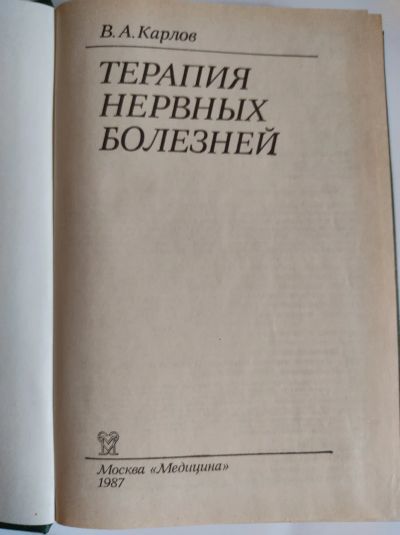 В. А. Карлов
ТЕРАПИЯ
НЕРВНЫХ
БОЛЕЗНЕЙ
Москва «Медицина»
1987